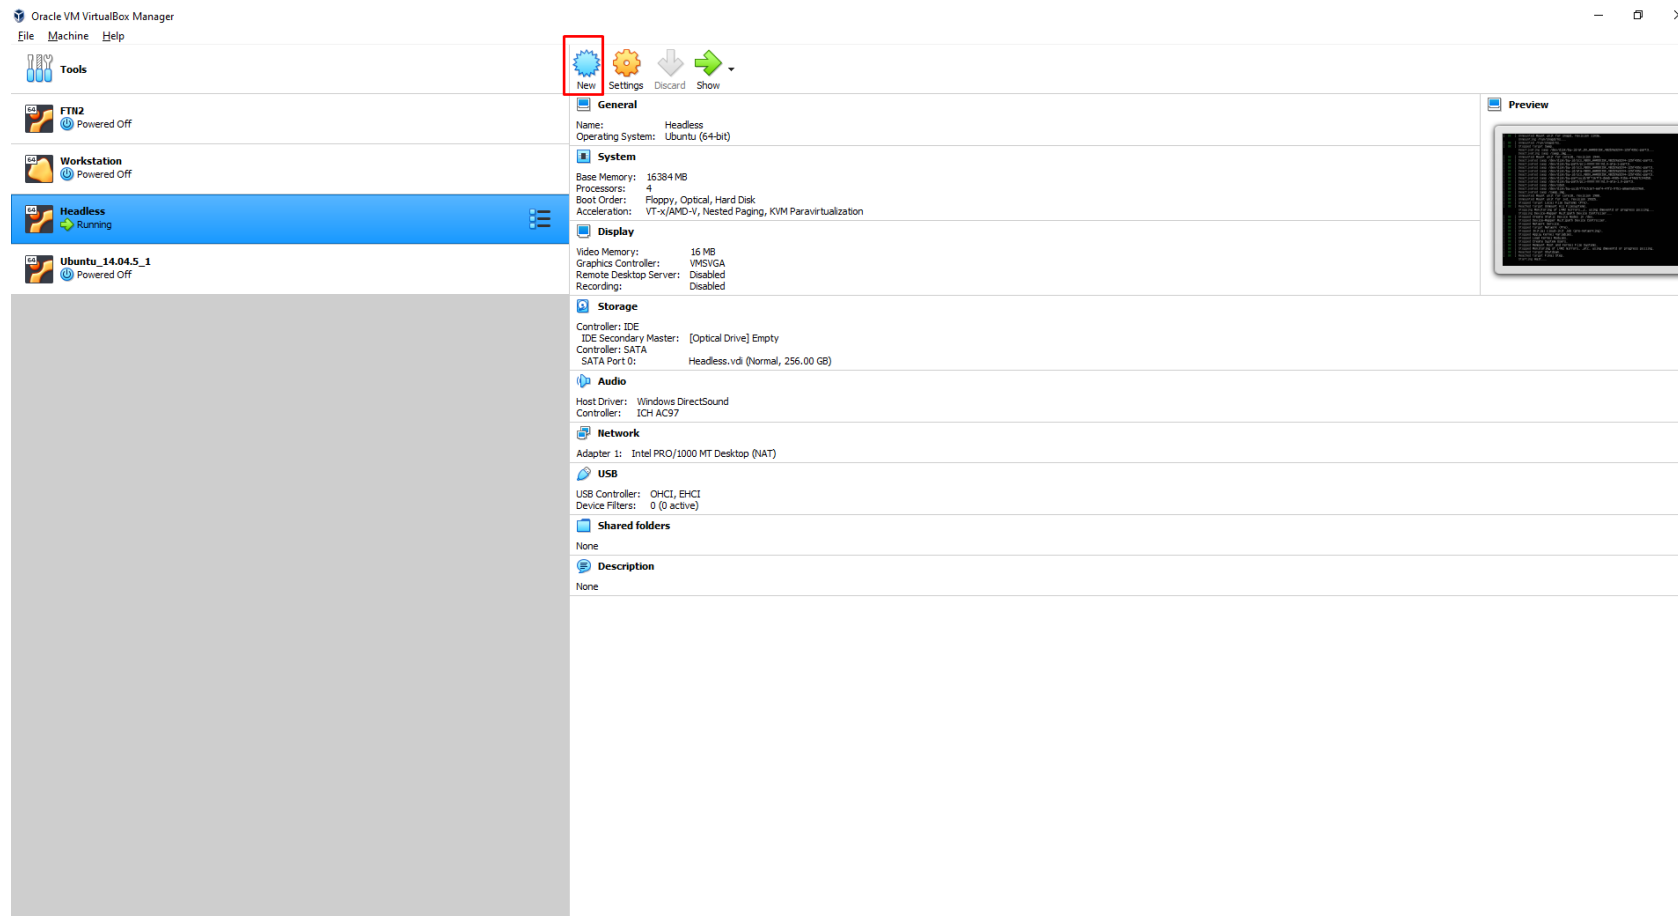 Oracle VM VirtualBox Manager
File Machine Help
Tools
New Settings Discard Show
64 FTN2
Powered Off
64 Workstation
Powered Off
64 Headless
Running
64 Ubuntu_14.04.5_1
Powered Off
General
Name: Headless
Operating System: Ubuntu (64-bit)
System
Base Memory: 16384 MB
Processors: 4
Boot Order: Floppy, Optical, Hard Disk
Acceleration: VT-x/AMD-V, Nested Paging, KVM Paravirtualization
Display
Video Memory: 16 MB
Graphics Controller: VMSVGA
Remote Desktop Server: Disabled
Recording: Disabled
Storage
Controller: IDE
IDE Secondary Master: [Optical Drive] Empty
Controller: SATA
SATA Port 0: Headless.vdi (Normal, 256.00 GB)
Audio
Host Driver: Windows DirectSound
Controller: ICH AC97
Network
Adapter 1: Intel PRO/1000 MT Desktop (NAT)
USB
USB Controller: OHCI, EHCI
Device Filters: 0 (0 active)
Shared folders
None
Description
None
Preview